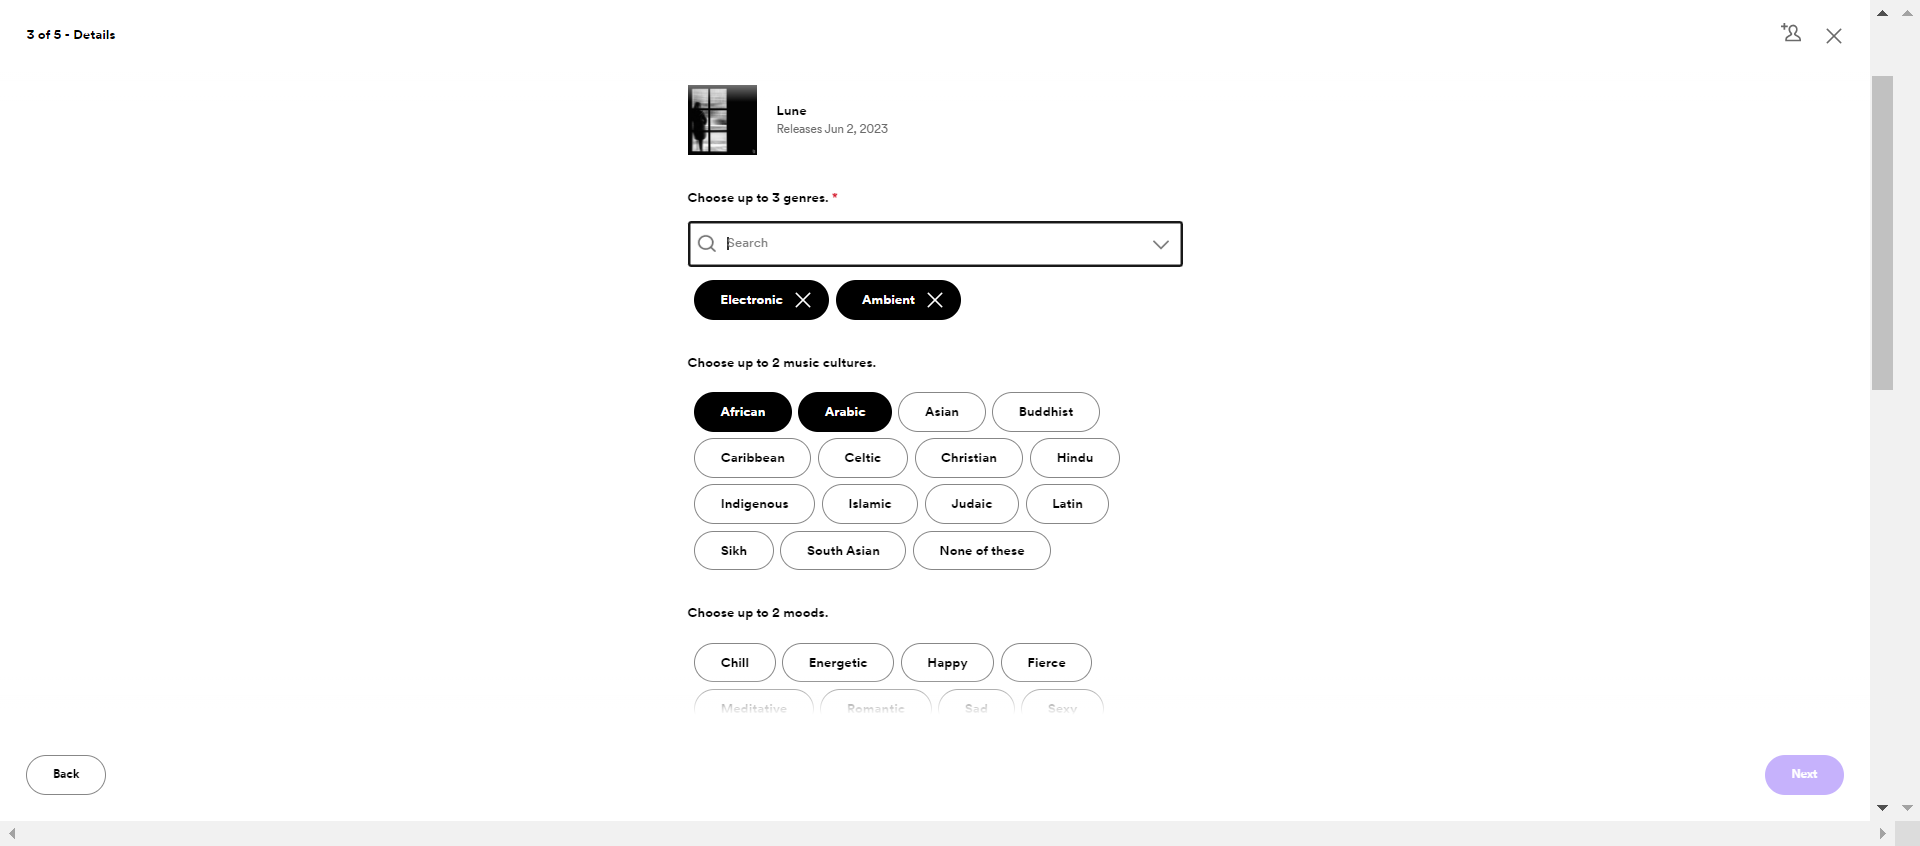 3 of 5 - Details
Lune
Releases Jun 2, 2023
Choose up to 3 genres. *
Search
Electronic Ambient
Choose up to 2 music cultures.
African Arabic Asian Buddhist
Caribbean Celtic Christian Hindu
Indigenous Islamic Judaic Latin
Sikh South Asian None of these
Choose up to 2 moods.
Chill Energetic Happy Fierce
Meditative Romantic Sad Sexy
Back Next